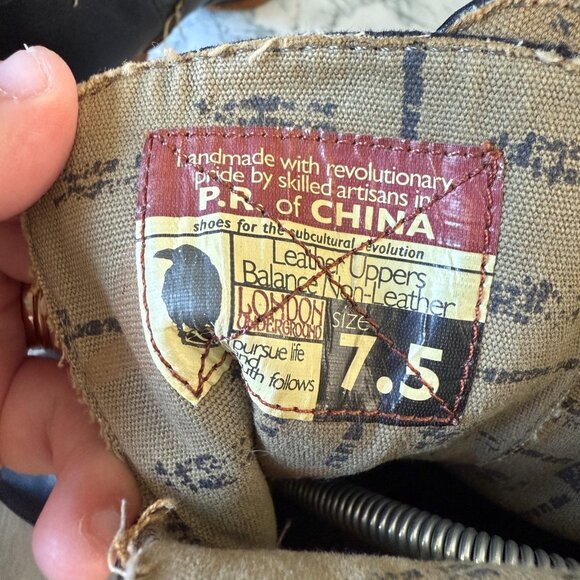 handmade with revolutionary
pride by skilled artisans in
P.R. of CHINA
shoes for the subcultural revolution
Leather Uppers
Balance Non-Leather
LONDON
UNDERGROUND
size
7.5
pursue life
and
follows